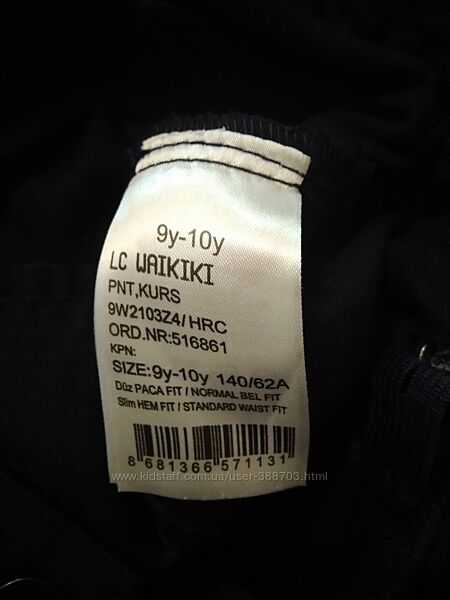 9y-10y
LC WAIKIKI
PNT,KURS
9W2103Z4/HRC
ORD.NR:516861
KPN:
SIZE:9y-10y 140/62A
Düz PAÇA FIT / NORMAL BEL FIT
Slim HEM FIT / STANDARD WAIST FIT
8 681366 571131
www.kidstaff.com.ua/user-388703.html